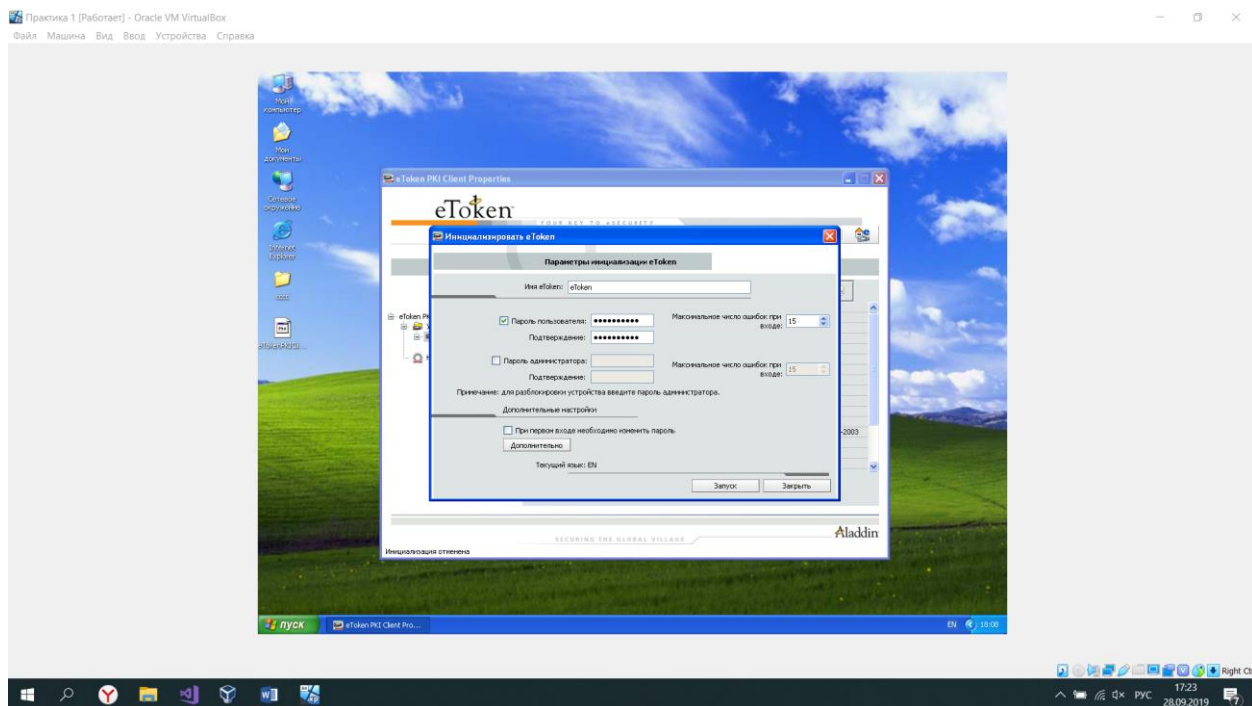 Практика 1 [Работает] - Oracle VM VirtualBox
Файл Машина Вид Ввод Устройства Справка
Мой компьютер
Мои документы
Сетевое окружение
Internet Explorer
eToken PKI Client Properties
eToken
YOUR KEY TO eSECURITY
Инициализировать eToken
Параметры инициализации eToken
Имя eToken: eToken
eToken
Пароль пользователя: ••••••••••
Максимальное число ошибок при входе: 15
Подтверждение: ••••••••••
Пароль администратора:
Максимальное число ошибок при входе: 15
Подтверждение:
Примечание: для разблокировки устройства введите пароль администратора.
Дополнительные настройки
При первом входе необходимо изменить пароль
-2003
Дополнительно
Текущий язык: EN
Запуск Закрыть
Aladdin
SECURING THE GLOBAL VILLAGE
Инициализация отменена
пуск eToken PKI Client Pro... EN 18:08
Right Ct
РУС 17:23
28.09.2019